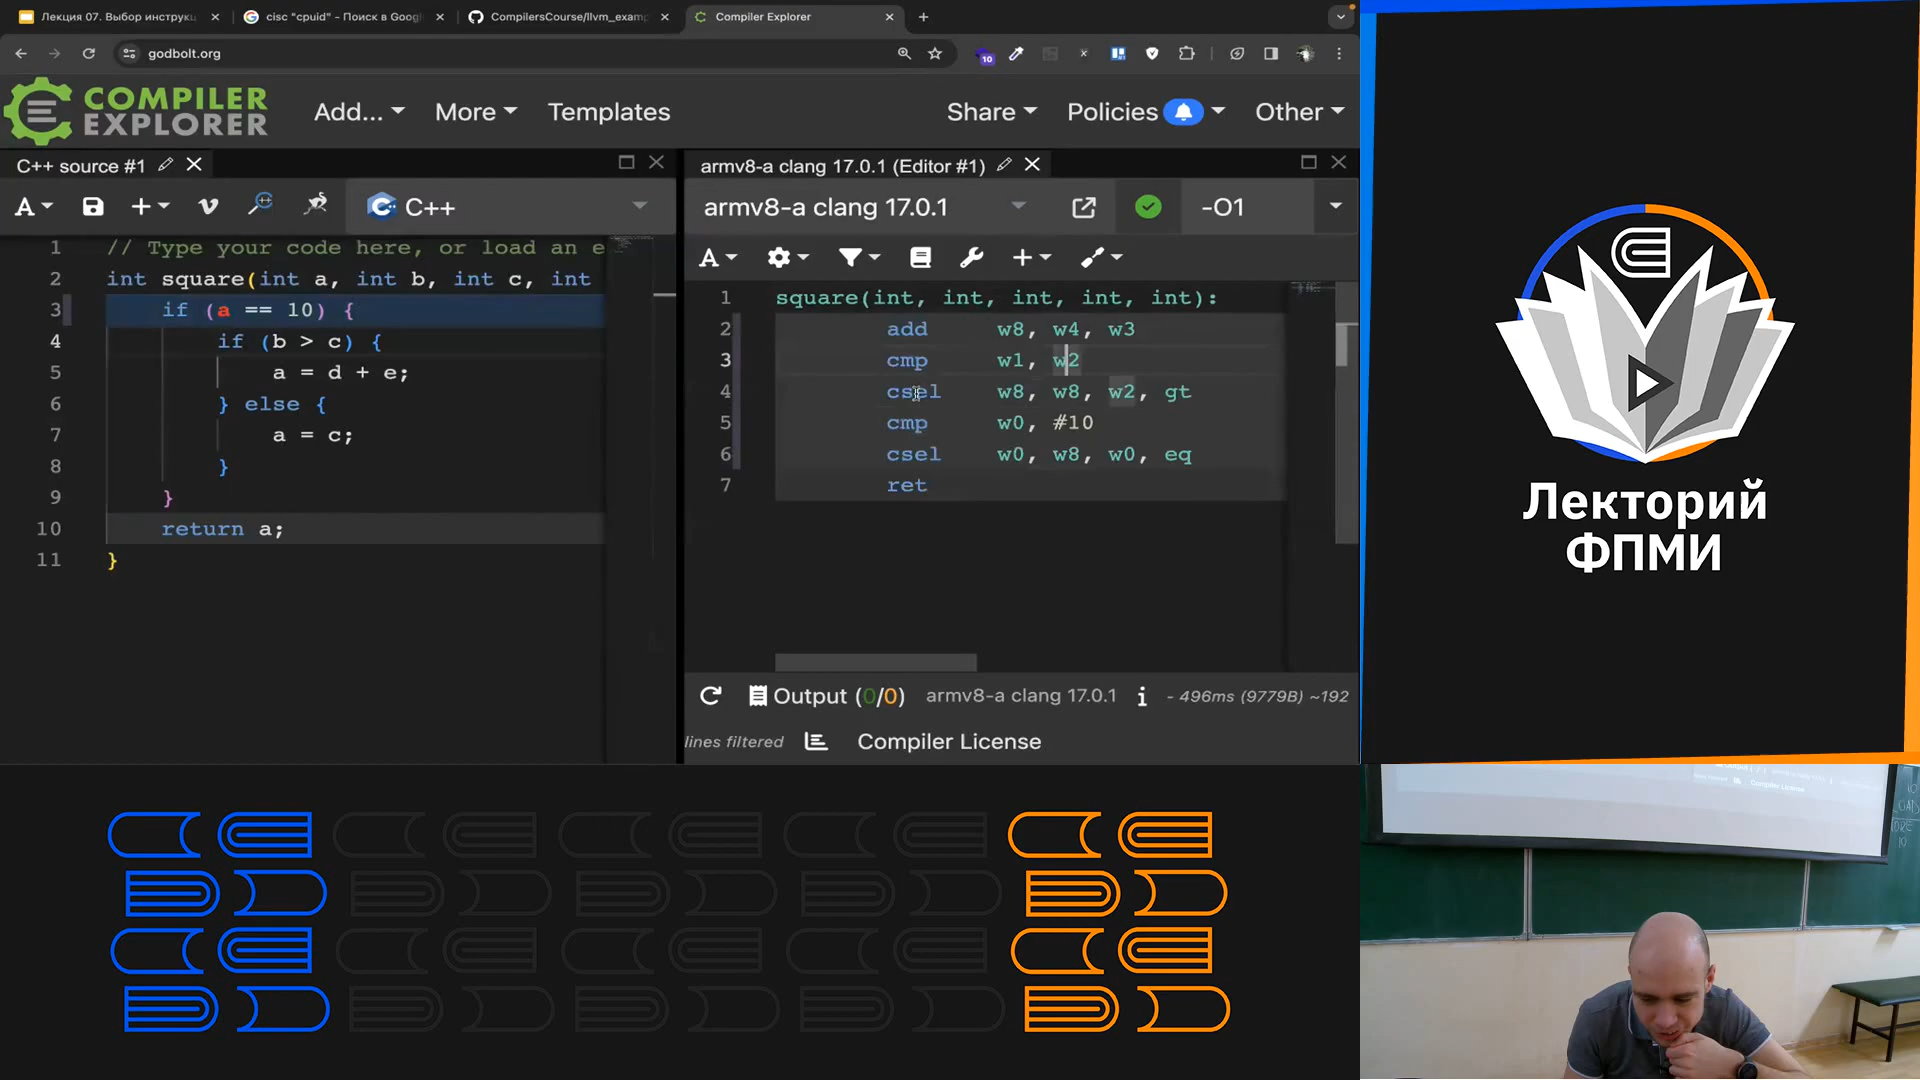 Лекция 07. Выбор инструкц
cisc "cpuid" - Поиск в Googl
CompilersCourse/llvm_examp
Compiler Explorer
godbolt.org
10
COMPILER
EXPLORER
Add...
More
Templates
Share
Policies
Other
C++ source #1
armv8-a clang 17.0.1 (Editor #1)
C++
armv8-a clang 17.0.1
-O1
1 // Type your code here, or load an e
2 int square(int a, int b, int c, int
3 if (a == 10) {
4 if (b > c) {
5 a = d + e;
6 } else {
7 a = c;
8 }
9 }
10 return a;
11 }
1 square(int, int, int, int, int):
2 add w8, w4, w3
3 cmp w1, w2
4 csel w8, w8, w2, gt
5 cmp w0, #10
6 csel w0, w8, w0, eq
7 ret
Output (0/0) armv8-a clang 17.0.1 i - 496ms (9779B) ~192
lines filtered
Compiler License
Лекторий
ФПМИ
Compiler License